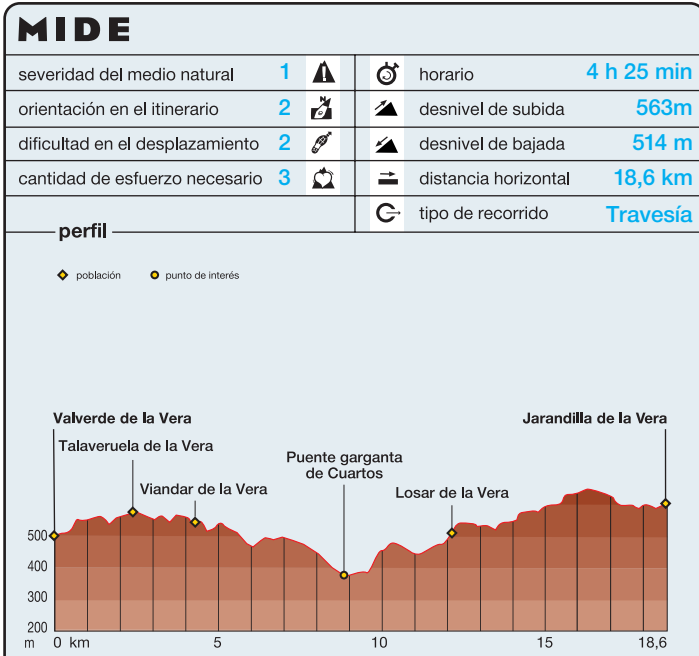 MIDE
severidad del medio natural 1
orientación en el itinerario 2
dificultad en el desplazamiento 2
cantidad de esfuerzo necesario 3
horario 4 h 25 min
desnivel de subida 563m
desnivel de bajada 514 m
distancia horizontal 18,6 km
tipo de recorrido Travesía
perfil
población punto de interés
Valverde de la Vera Jarandilla de la Vera
Talaveruela de la Vera
Puente garganta
de Cuartos
Viandar de la Vera
Losar de la Vera
500
400
300
200
m 0 km 5 10 15 18,6